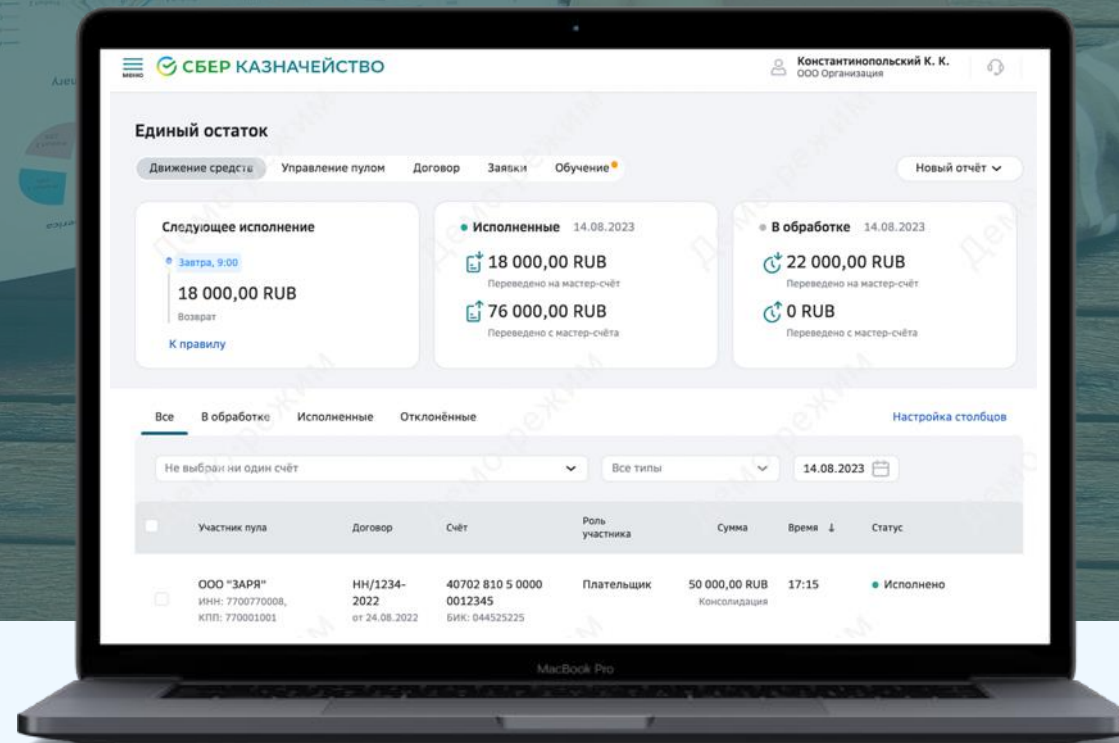 МЕНЮ
СБЕР КАЗНАЧЕЙСТВО
Константинопольский К. К.
ООО Организация
Единый остаток
Движение средств Управление пулом Договор Заявки Обучение
Новый отчёт
Следующее исполнение
Завтра, 9:00
18 000,00 RUB
Возврат
К правилу
Исполненные 14.08.2023
18 000,00 RUB
Переведено на мастер-счёт
76 000,00 RUB
Переведено с мастер-счёта
В обработке 14.08.2023
22 000,00 RUB
Переведено на мастер-счёт
0 RUB
Переведено с мастер-счёта
Все В обработке Исполненные Отклонённые
Настройка столбцов
Не выбран ни один счёт
Все типы
14.08.2023
Участник пула Договор Счёт Роль участника Сумма Время ↓ Статус
ООО "ЗАРЯ" НН/1234- 40702 810 5 0000 Плательщик 50 000,00 RUB 17:15 Исполнено
ИНН: 7700770008, 2022 0012345 Консолидация
КПП: 770001001 от 24.08.2022 БИК: 044525225
Демо-режим
MacBook Pro